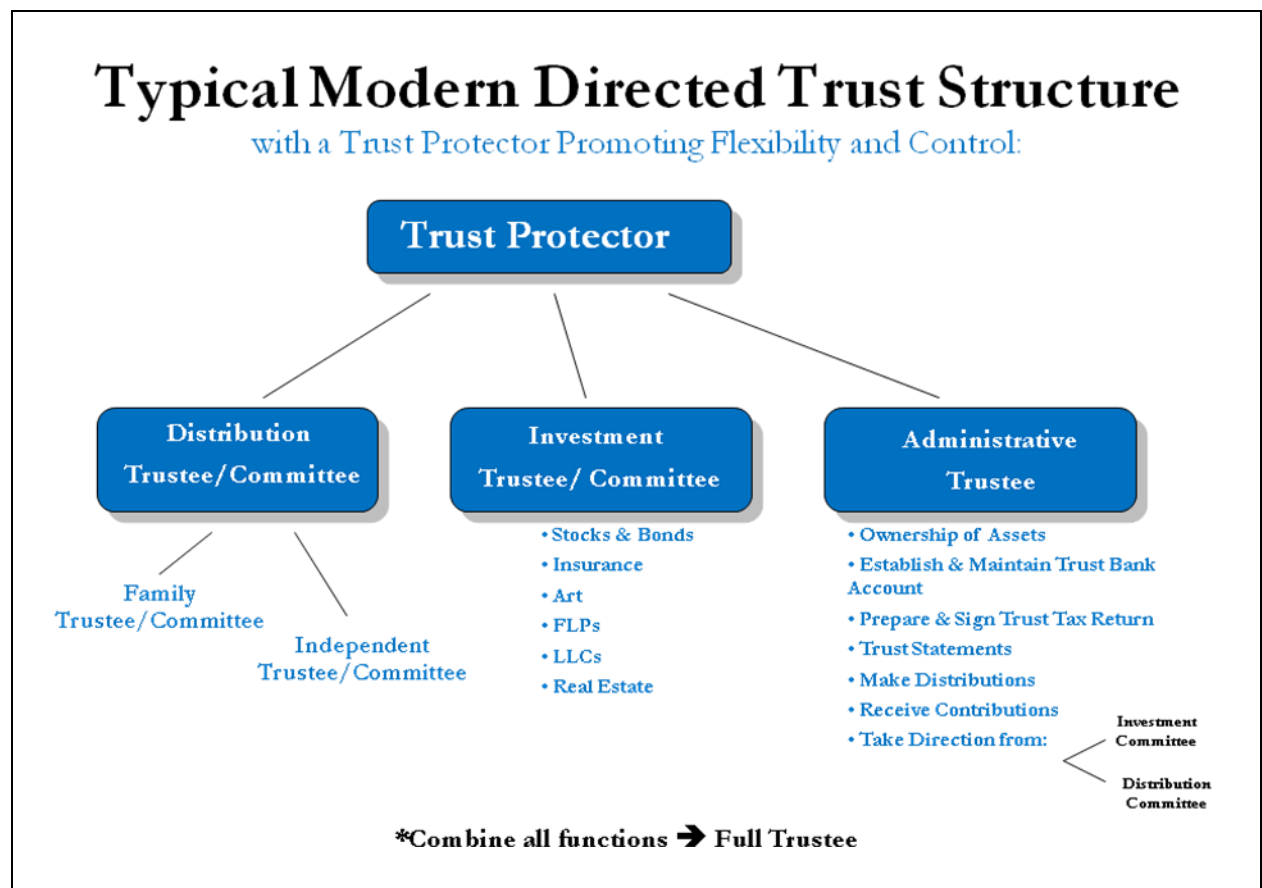 Typical Modern Directed Trust Structure
with a Trust Protector Promoting Flexibility and Control:
Trust Protector
Distribution
Trustee/Committee
Investment
Trustee/ Committee
Administrative
Trustee
Family
Trustee/Committee
Independent
Trustee/Committee
• Stocks & Bonds
• Insurance
• Art
• FLPs
• LLCs
• Real Estate
• Ownership of Assets
• Establish & Maintain Trust Bank
Account
• Prepare & Sign Trust Tax Return
• Trust Statements
• Make Distributions
• Receive Contributions
• Take Direction from:
Investment
Committee
Distribution
Committee
*Combine all functions ➔ Full Trustee